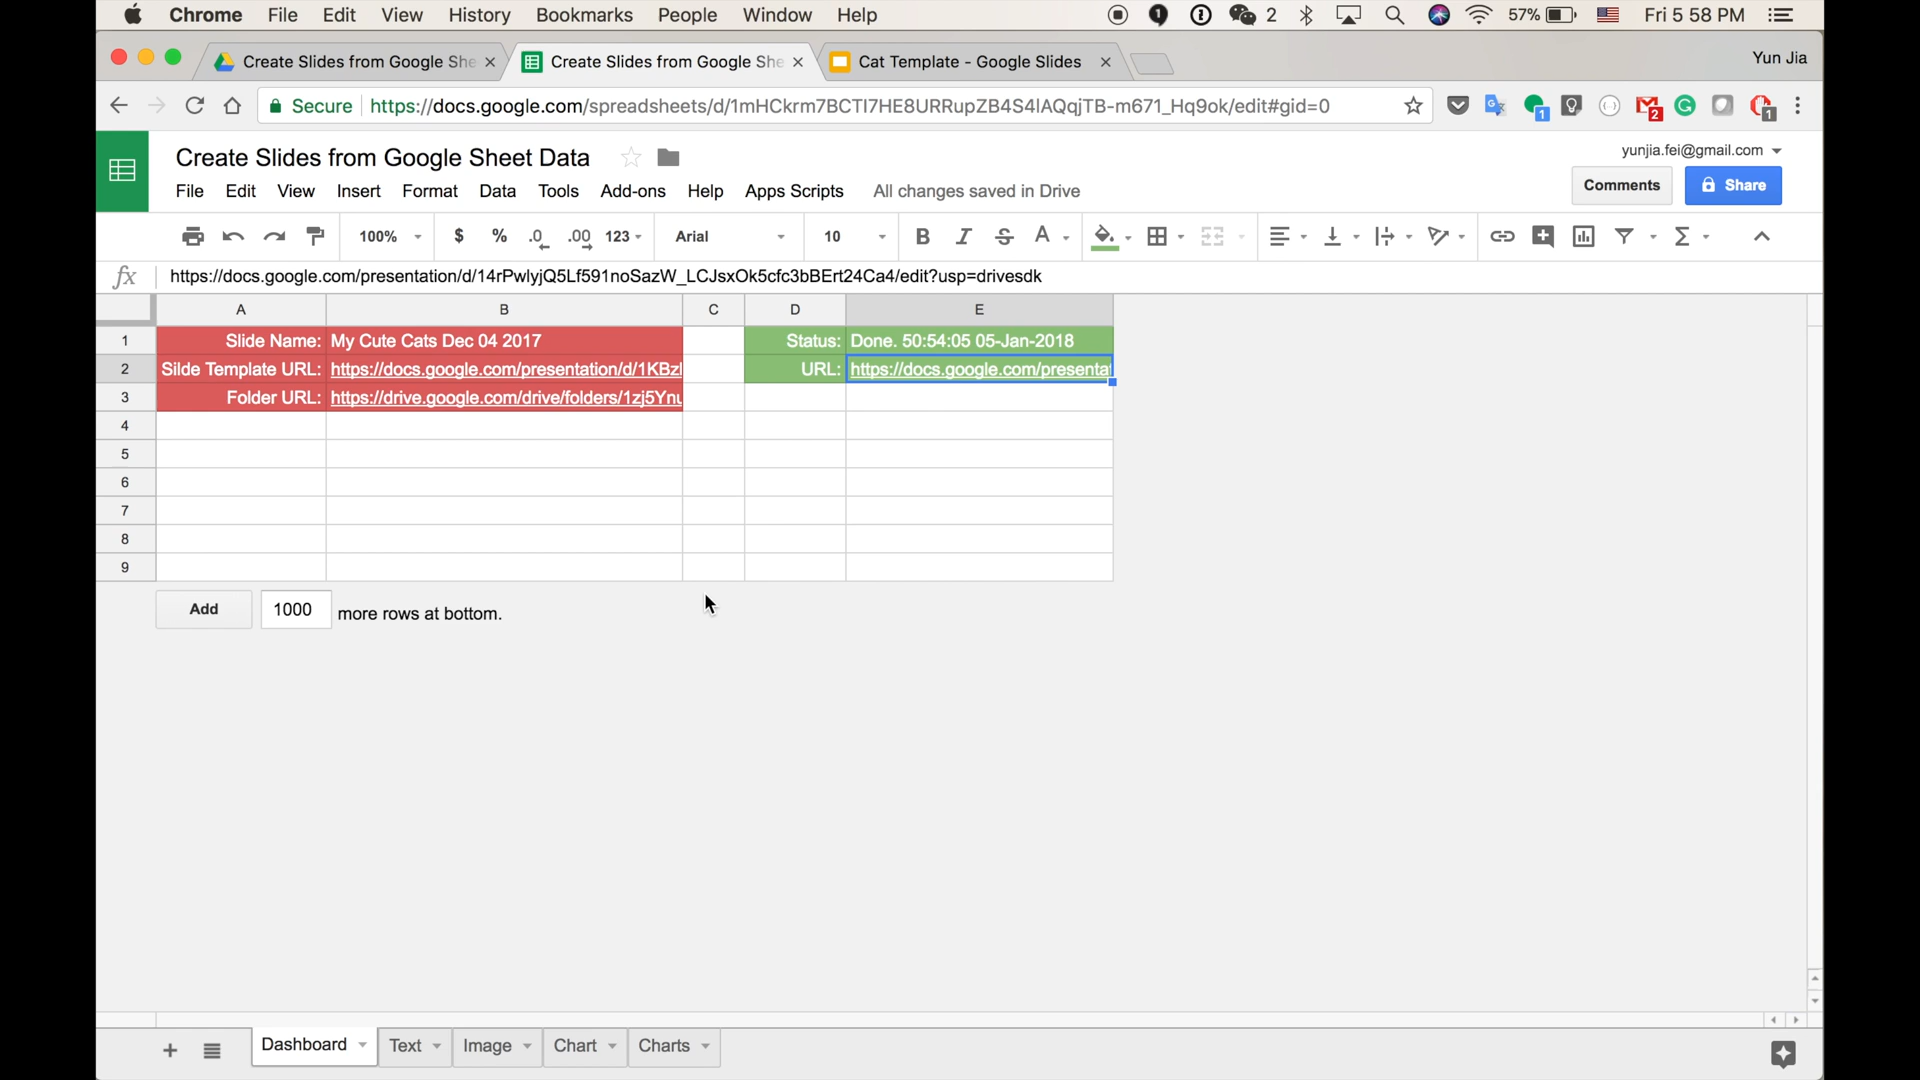 Chrome File Edit View History Bookmarks People Window Help 2 57% Fri 5 58 PM
Create Slides from Google She Create Slides from Google She Cat Template - Google Slides Yun Jia
Secure https://docs.google.com/spreadsheets/d/1mHCkrm7BCTI7HE8URRupZB4S4lAQqjTB-m671_Hq9ok/edit#gid=0 1 2 1
Create Slides from Google Sheet Data yunjia.fei@gmail.com
File Edit View Insert Format Data Tools Add-ons Help Apps Scripts All changes saved in Drive Comments Share
100% $ % .0 .00 123 Arial 10 B I S A
fx https://docs.google.com/presentation/d/14rPwlyjQ5Lf591noSazW_LCJsxOk5cfc3bBErt24Ca4/edit?usp=drivesdk
A B C D E
1 Slide Name: My Cute Cats Dec 04 2017 Status: Done. 50:54:05 05-Jan-2018
2 Silde Template URL: https://docs.google.com/presentation/d/1KBz URL: https://docs.google.com/presenta
3 Folder URL: https://drive.google.com/drive/folders/1zj5Yn
4
5
6
7
8
9
Add 1000 more rows at bottom.
Dashboard Text Image Chart Charts